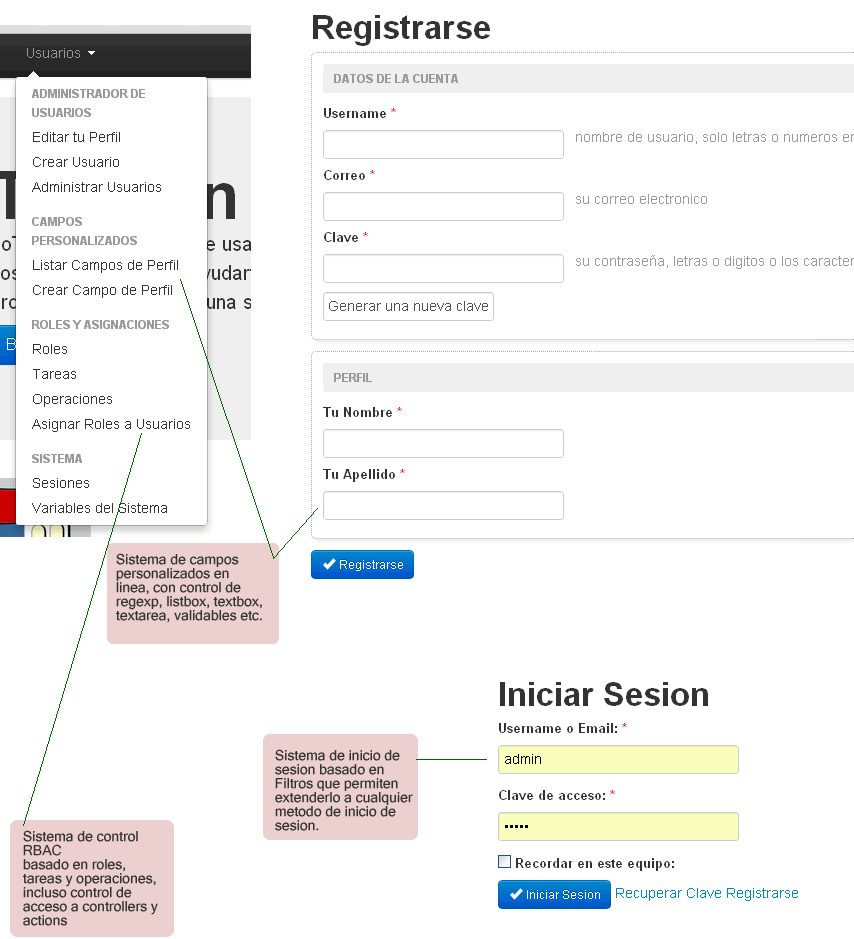 Usuarios
ADMINISTRADOR DE
USUARIOS
Editar tu Perfil
Crear Usuario
Administrar Usuarios
CAMPOS
PERSONALIZADOS
Listar Campos de Perfil
Crear Campo de Perfil
ROLES Y ASIGNACIONES
Roles
Tareas
Operaciones
Asignar Roles a Usuarios
SISTEMA
Sesiones
Variables del Sistema
Registrarse
DATOS DE LA CUENTA
Username *
nombre de usuario, solo letras o numeros
Correo *
su correo electronico
Clave *
su contraseña, letras o digitos o los
Generar una nueva clave
PERFIL
Tu Nombre *
Tu Apellido *
Registrarse
Sistema de campos
personalizados en
linea, con control de
regexp, listbox, textbox,
textarea, validables etc.
Iniciar Sesion
Username o Email: *
admin
Clave de acceso: *
•••••
Recordar en este equipo:
Iniciar Sesion Recuperar Clave Registrarse
Sistema de inicio de
sesion basado en
Filtros que permiten
extenderlo a cualquier
metodo de inicio de
sesion.
Sistema de control
RBAC
basado en roles,
tareas y operaciones,
incluso control de
acceso a controllers y
actions